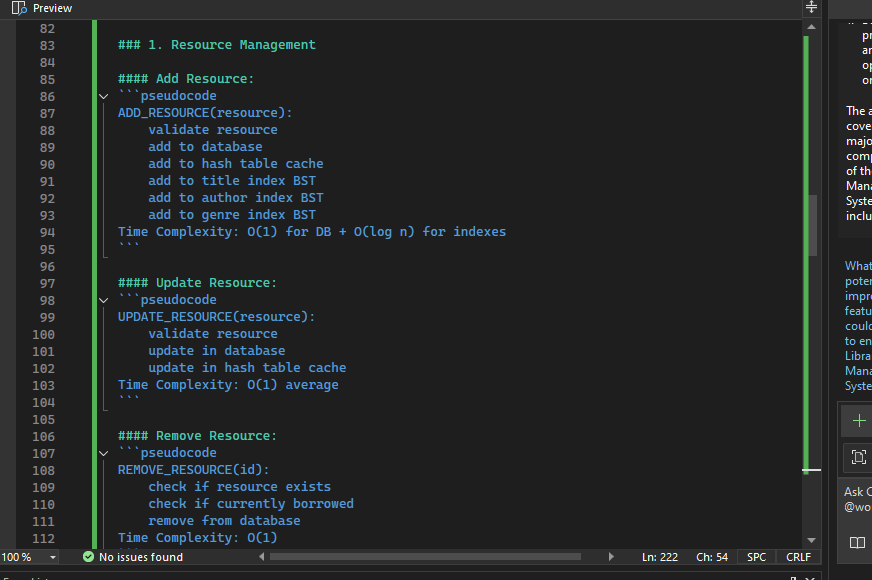 Preview
82
83 ### 1. Resource Management
84
85 #### Add Resource:
86 ```pseudocode
87 ADD_RESOURCE(resource):
88 validate resource
89 add to database
90 add to hash table cache
91 add to title index BST
92 add to author index BST
93 add to genre index BST
94 Time Complexity: O(1) for DB + O(log n) for indexes
95 ```
96
97 #### Update Resource:
98 ```pseudocode
99 UPDATE_RESOURCE(resource):
100 validate resource
101 update in database
102 update in hash table cache
103 Time Complexity: O(1) average
104 ```
105
106 #### Remove Resource:
107 ```pseudocode
108 REMOVE_RESOURCE(id):
109 check if resource exists
110 check if currently borrowed
111 remove from database
112 Time Complexity: O(1)
100 % No issues found Ln: 222 Ch: 54 SPC CRLF
The a
cove
majo
comp
of the
Mana
Syste
inclu
What
poten
impro
featu
could
to en
Libra
Mana
Syste
Ask C
@wo